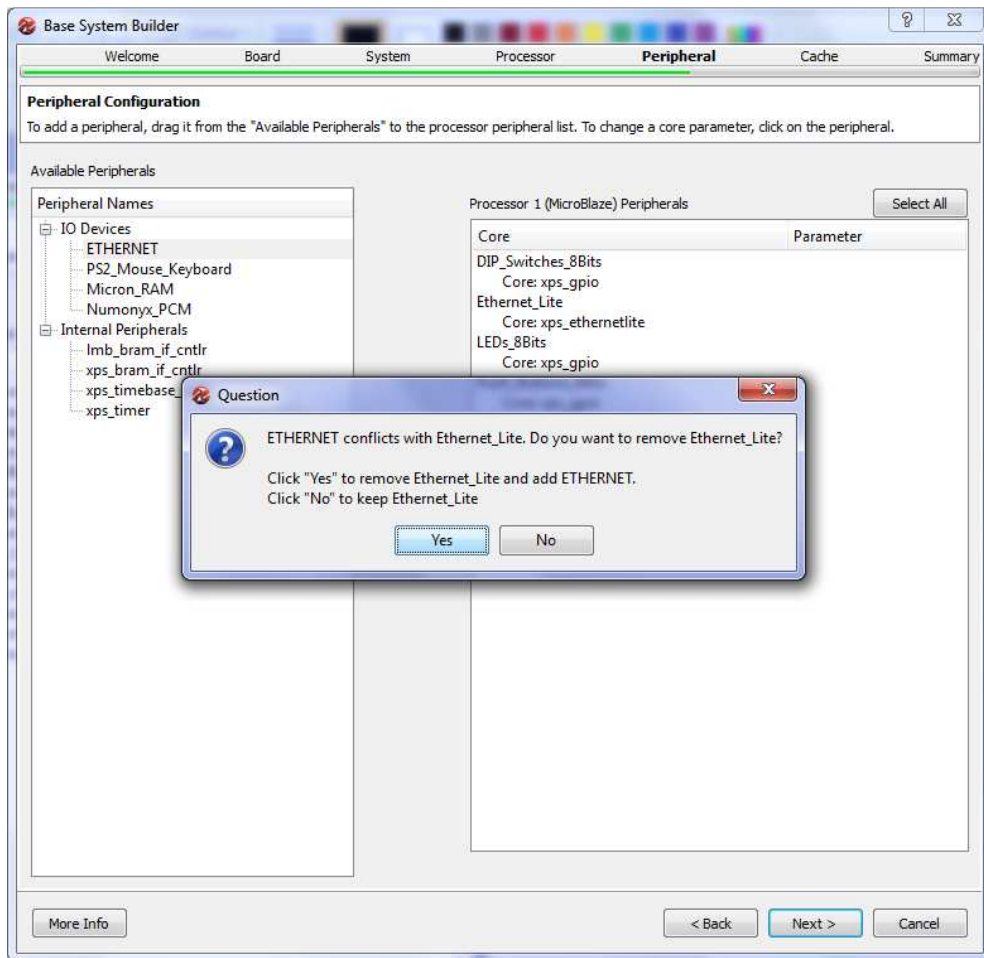 Base System Builder
Welcome Board System Processor Peripheral Cache Summary
Peripheral Configuration
To add a peripheral, drag it from the "Available Peripherals" to the processor peripheral list. To change a core parameter, click on the peripheral.
Available Peripherals
Peripheral Names
IO Devices
ETHERNET
PS2_Mouse_Keyboard
Micron_RAM
Numonyx_PCM
Internal Peripherals
lmb_bram_if_cntlr
xps_bram_if_cntlr
xps_timebase_
xps_timer
Processor 1 (MicroBlaze) Peripherals
Select All
Core Parameter
DIP_Switches_8Bits
Core: xps_gpio
Ethernet_Lite
Core: xps_ethernetlite
LEDs_8Bits
Core: xps_gpio
Question
ETHERNET conflicts with Ethernet_Lite. Do you want to remove Ethernet_Lite?
Click "Yes" to remove Ethernet_Lite and add ETHERNET.
Click "No" to keep Ethernet_Lite
Yes No
More Info < Back Next > Cancel